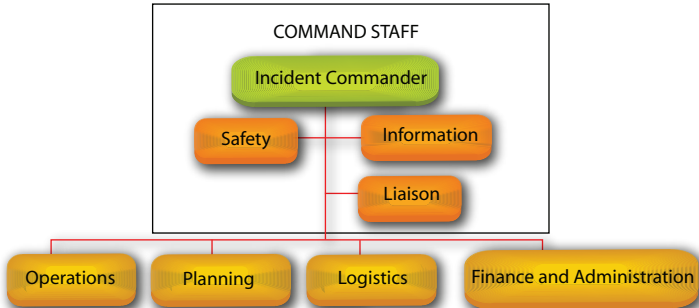 COMMAND STAFF
Incident Commander
Safety
Information
Liaison
Operations
Planning
Logistics
Finance and Administration